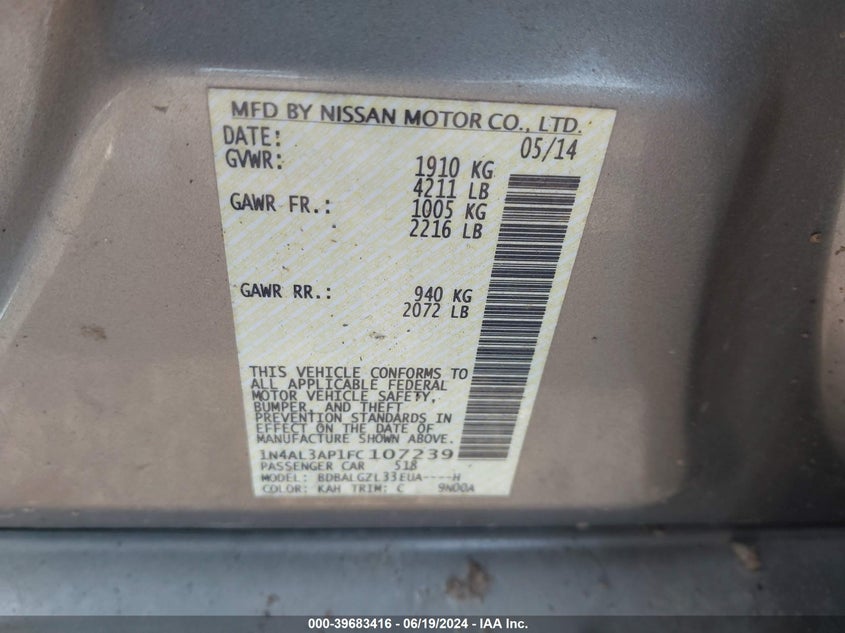 MFD BY NISSAN MOTOR CO., LTD.
DATE: 05/14
GVWR: 1910 KG
4211 LB
GAWR FR.: 1005 KG
2216 LB
GAWR RR.: 940 KG
2072 LB
THIS VEHICLE CONFORMS TO
ALL APPLICABLE FEDERAL
MOTOR VEHICLE SAFETY,
BUMPER, AND THEFT
PREVENTION STANDARDS IN
EFFECT ON THE DATE OF
MANUFACTURE SHOWN ABOVE.
1N4AL3AP1FC107239
PASSENGER CAR 518
MODEL: BDBALGZL33EUA----H
COLOR: KAH TRIM: C 9N00A
000-39683416 - 06/19/2024 - IAA Inc.